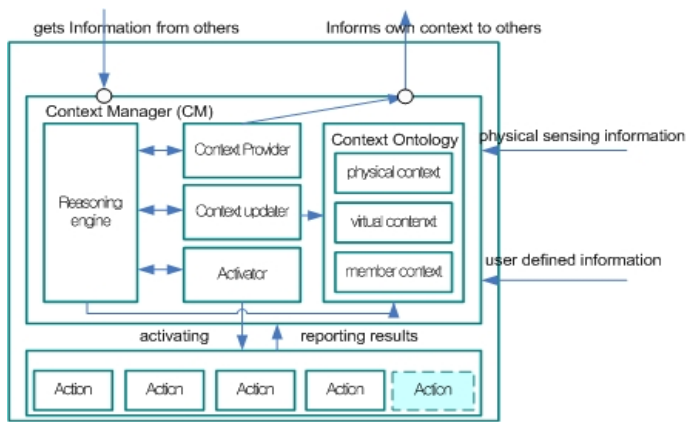 gets Information from others
Informs own context to others
Context Manager (CM)
Reasoning
engine
Context Provider
Context updater
Activator
Context Ontology
physical context
virtual contenxt
member context
physical sensing information
user defined information
activating
reporting results
Action
Action
Action
Action
Action